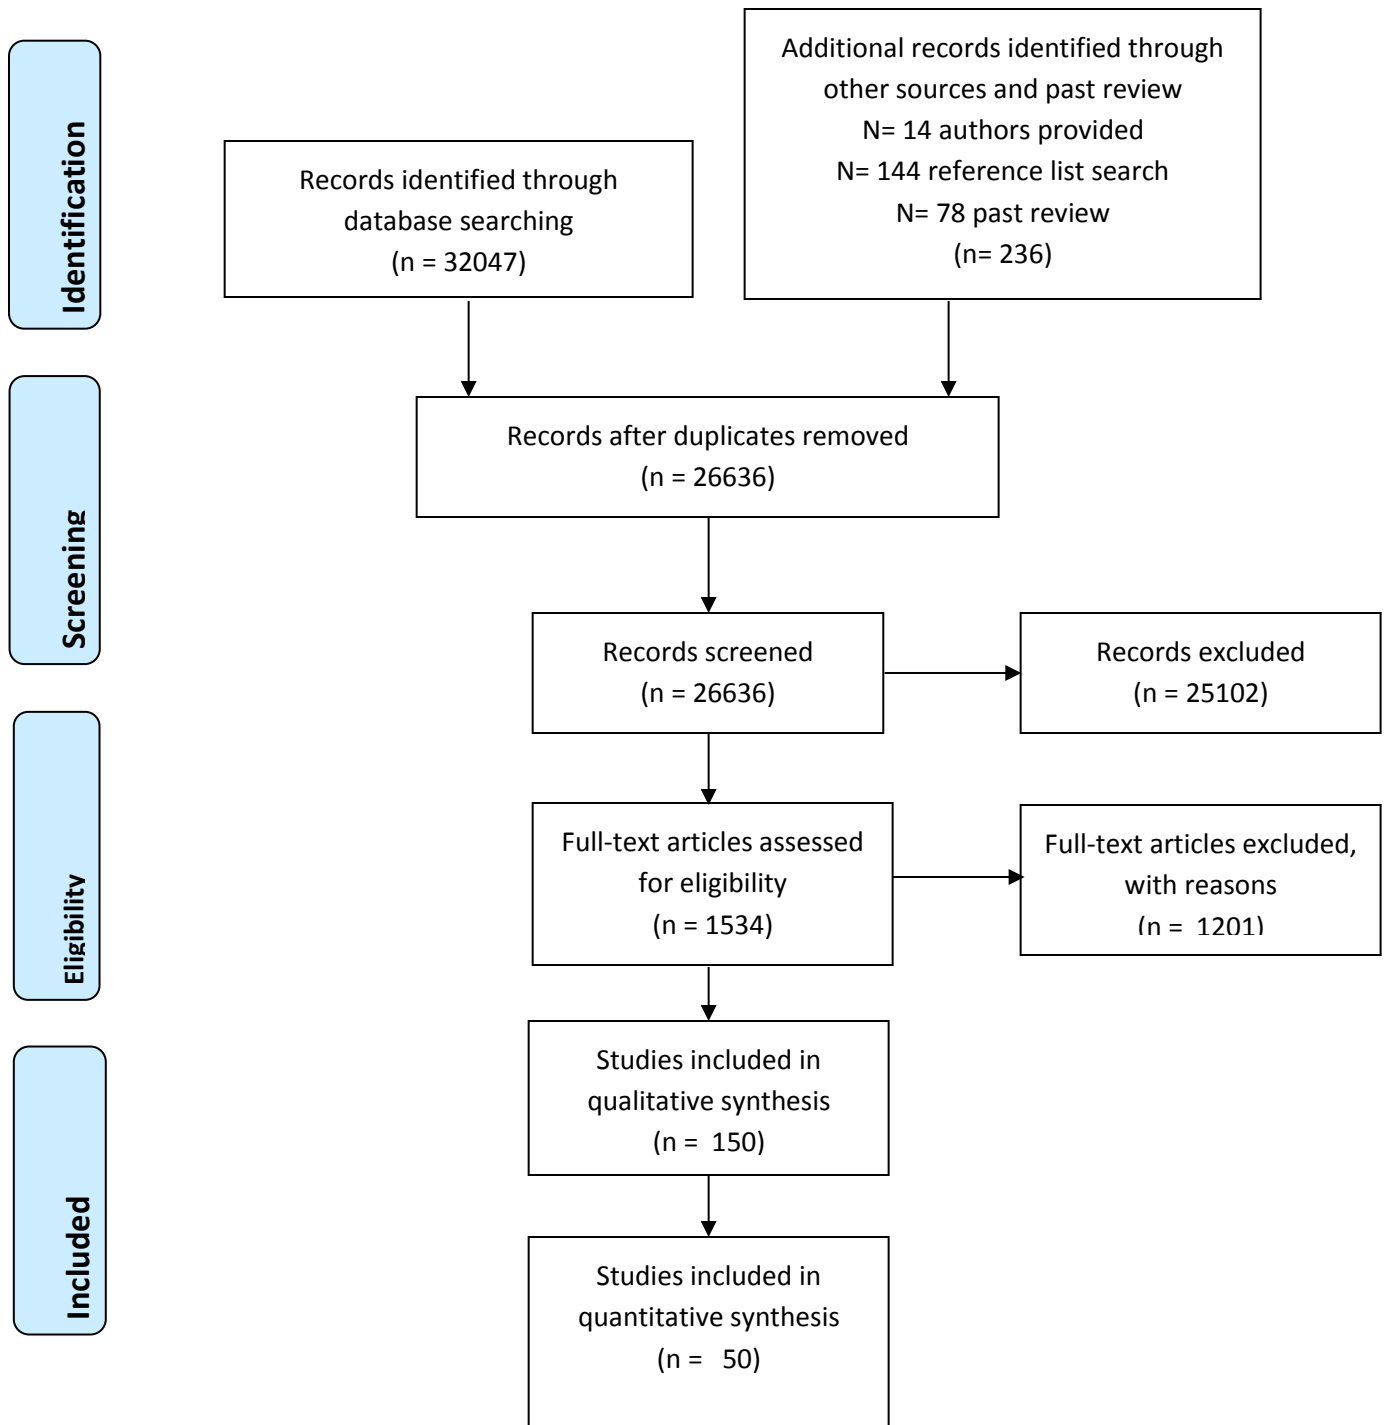 Identification
Additional records identified through
other sources and past review
N= 14 authors provided
N= 144 reference list search
N= 78 past review
(n= 236)
Records identified through
database searching
(n = 32047)
Screening
Records after duplicates removed
(n = 26636)
Records screened
(n = 26636)
Records excluded
(n = 25102)
Eligibility
Full-text articles assessed
for eligibility
(n = 1534)
Full-text articles excluded,
with reasons
(n = 1201)
Included
Studies included in
qualitative synthesis
(n = 150)
Studies included in
quantitative synthesis
(n = 50)